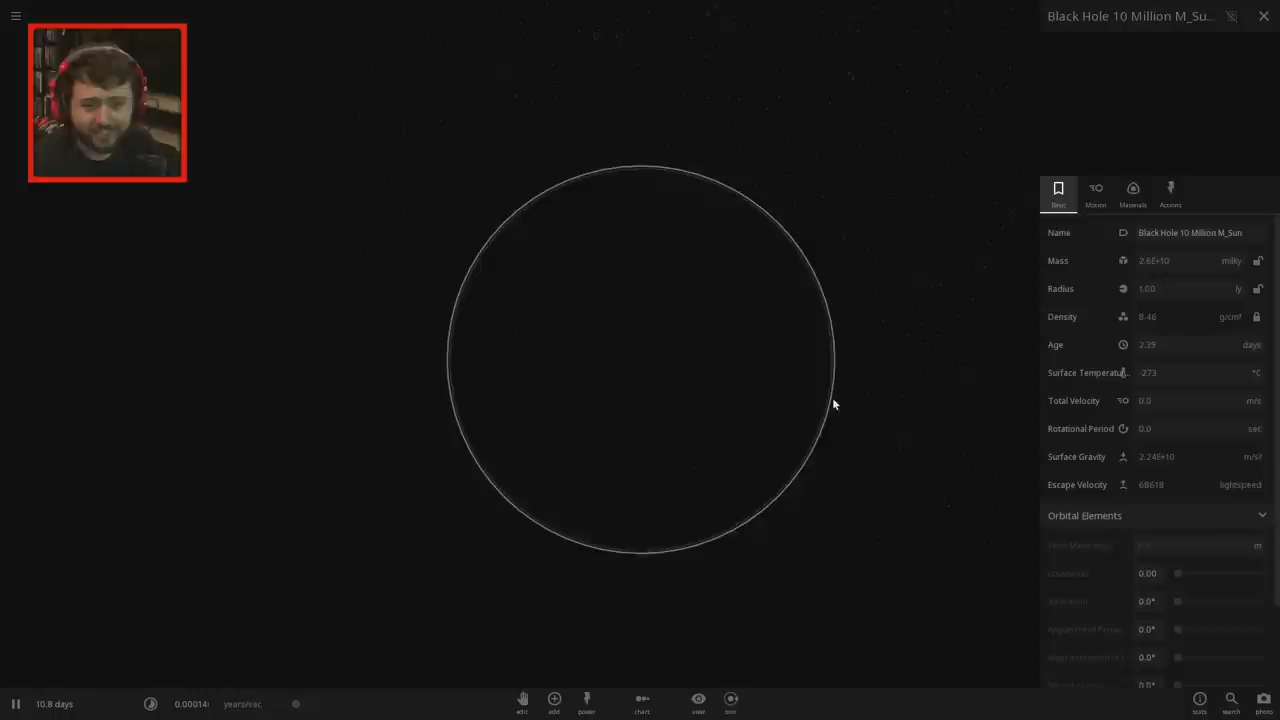 Black Hole 10 Million M_Su...
Basic
Motion
Materials
Actions
Name
Black Hole 10 Million M_Sun
Mass
2.6E+10
milky
Radius
1.00
ly
Density
8.46
g/cm³
Age
2.39
days
Surface Temperatu...
-273
°C
Total Velocity
0.0
m/s
Rotational Period
0.0
sec
Surface Gravity
2.24E+10
m/s²
Escape Velocity
68618
lightspeed
Orbital Elements
m
0.00
0.0°
0.0°
0.0°
0.0°
10.8 days
0.00014
years/sec
edit
add
power
chart
view
stats
search
photo